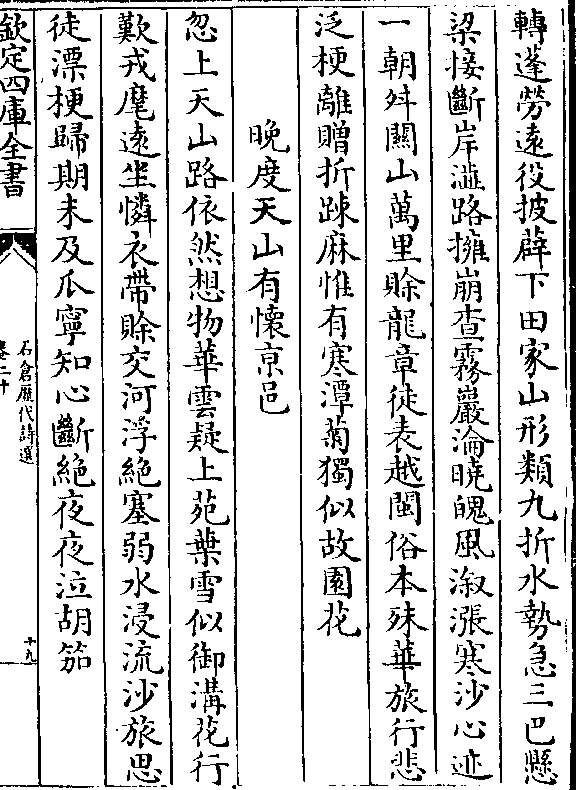 轉蓬勞遠役披薜下田家山形類九折水勢急三巴懸
梁接斷岸澁路擁崩查霧巖淪曉魄風溆漲寒沙心迹
一朝舛關山萬里賒龍章徒表越閩俗本殊華旅行悲
泛梗離贈折踈麻惟有寒潭菊獨似故園花
晚度天山有懷亰邑
忽上天山路依然想物華雲疑上苑葉雪似御溝花行
歎戎麾遠坐憐衣帶賒交河浮絕塞弱水浸流沙旅思
徒漂梗歸期未及瓜寧知心斷絕夜夜泣胡笳
欽定四庫全書
石倉歷代詩選
卷二十
十九